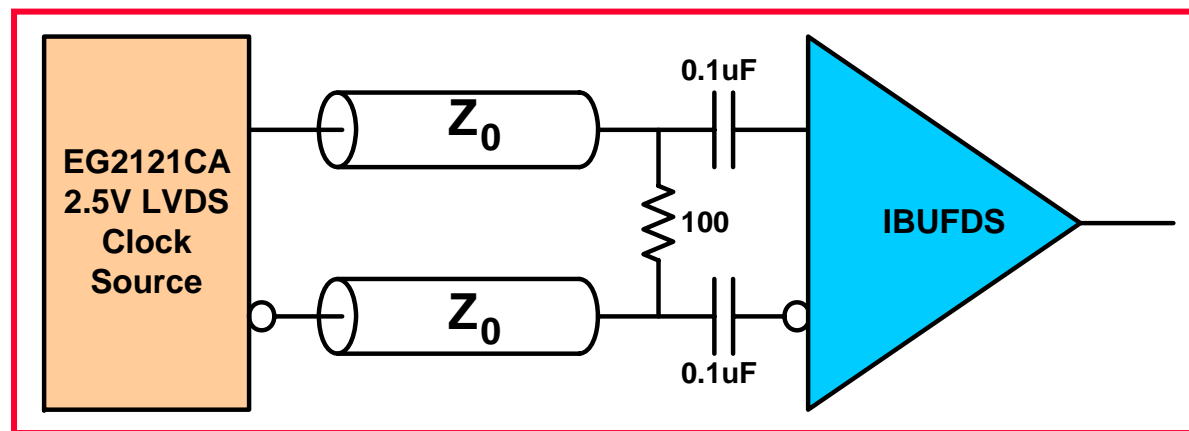 EG2121CA
2.5V LVDS
Clock
Source
Z0
Z0
0.1uF
100
0.1uF
IBUFDS